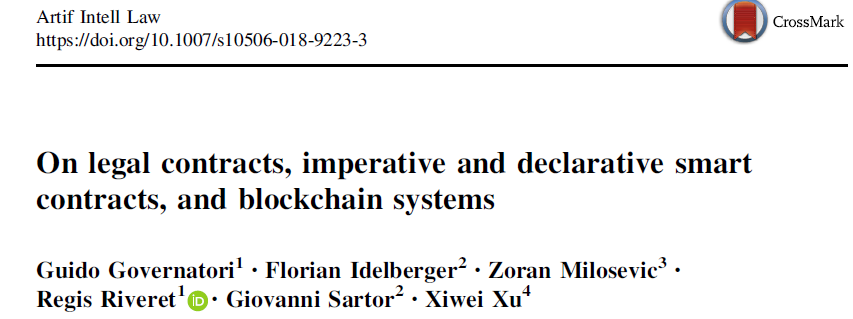 Artif Intell Law
https://doi.org/10.1007/s10506-018-9223-3
CrossMark
On legal contracts, imperative and declarative smart
contracts, and blockchain systems
Guido Governatori¹ · Florian Idelberger² · Zoran Milosevic³ ·
Regis Riveret¹ iD · Giovanni Sartor² · Xiwei Xu⁴